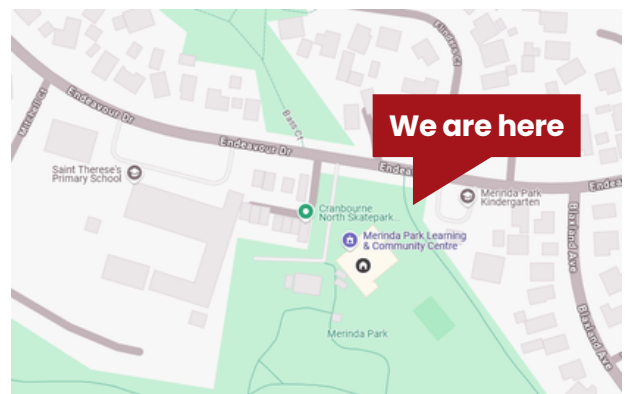 Flinders Ct
Mitchell Ct
Endeavour Dr
Bass Ct
Endeavour Dr
We are here
Endea
Endea
Saint Therese's
Primary School
Merinda Park
Kindergarten
Cranbourne
North Skatepark...
Blaxland Ave
Merinda Park Learning
& Community Centre
Merinda Park
Blaxland Ave